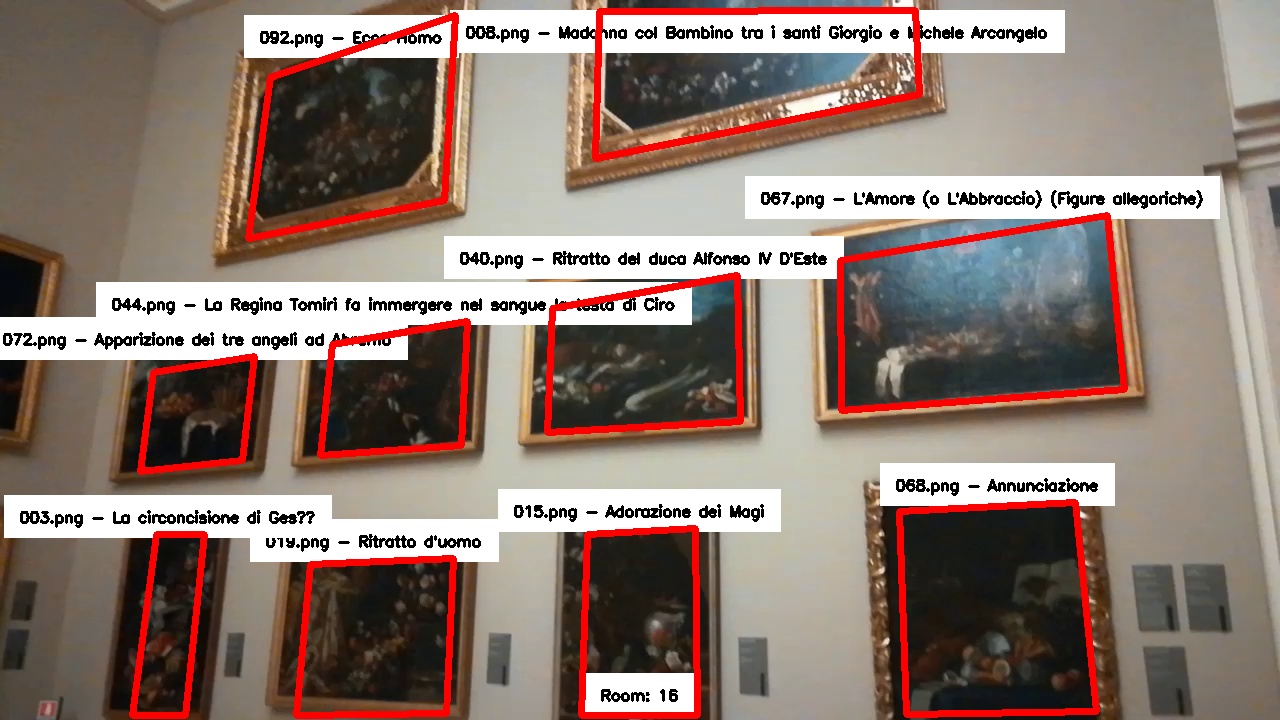 092.png - Ecce Homo
008.png - Madonna col Bambino tra i santi Giorgio e Michele Arcangelo
067.png - L'Amore (o L'Abbraccio) (Figure allegoriche)
040.png - Ritratto del duca Alfonso IV D'Este
044.png - La Regina Tomiri fa immergere nel sangue la testa di Ciro
072.png - Apparizione dei tre angeli ad Abramo
068.png - Annunciazione
003.png - La circoncisione di Ges??
015.png - Adorazione dei Magi
019.png - Ritratto d'uomo
Room: 16